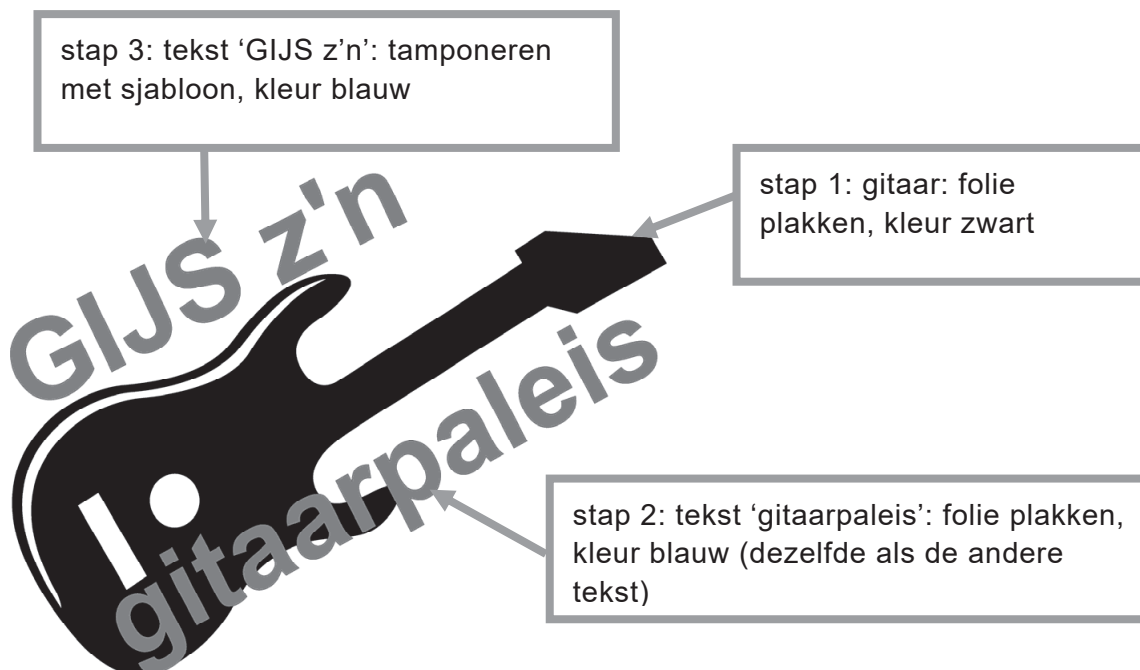 stap 3: tekst ‘GIJS z’n’: tamponeren
met sjabloon, kleur blauw
stap 1: gitaar: folie
plakken, kleur zwart
GIJS z'n
gitaarpaleis
stap 2: tekst ‘gitaarpaleis’: folie plakken,
kleur blauw (dezelfde als de andere
tekst)